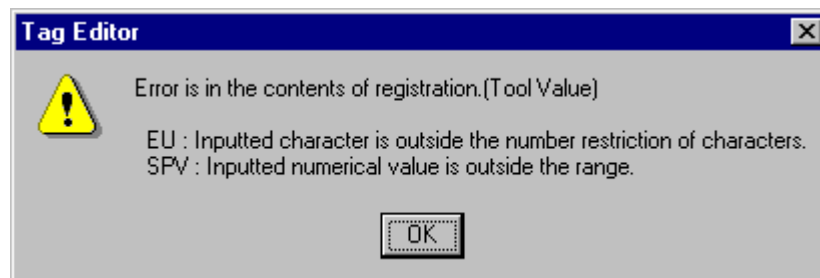 Tag Editor
Error is in the contents of registration.(Tool Value)
EU : Inputted character is outside the number restriction of characters.
SPV : Inputted numerical value is outside the range.
OK